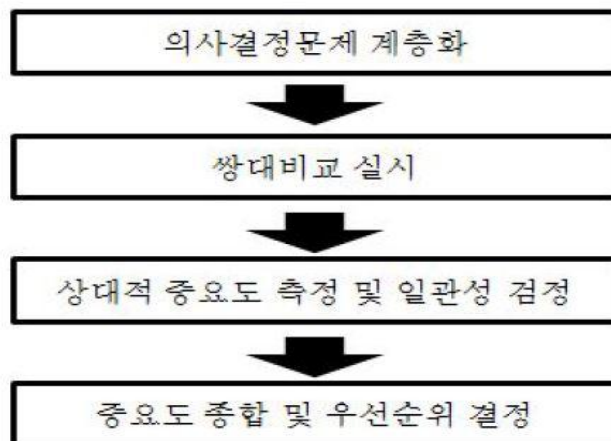 의사결정문제 계층화
쌍대비교 실시
상대적 중요도 측정 및 일관성 검정
중요도 종합 및 우선순위 결정